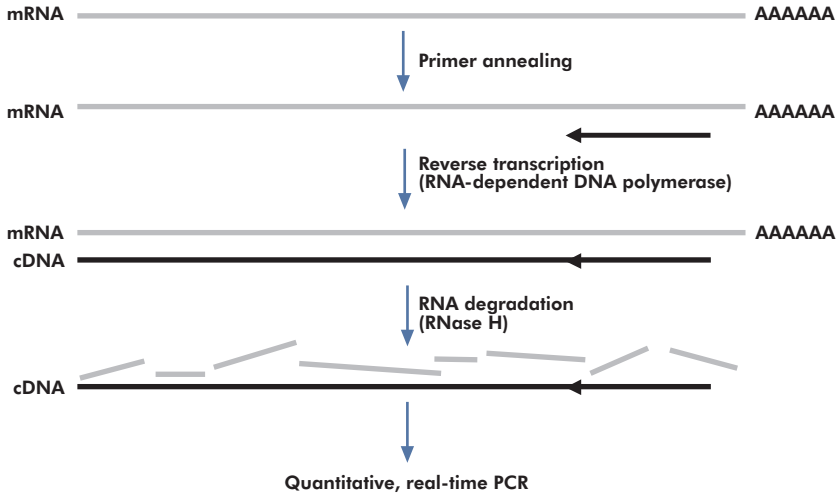 mRNA AAAAAA
Primer annealing
mRNA AAAAAA
Reverse transcription
(RNA-dependent DNA polymerase)
mRNA AAAAAA
cDNA
RNA degradation
(RNase H)
cDNA
Quantitative, real-time PCR